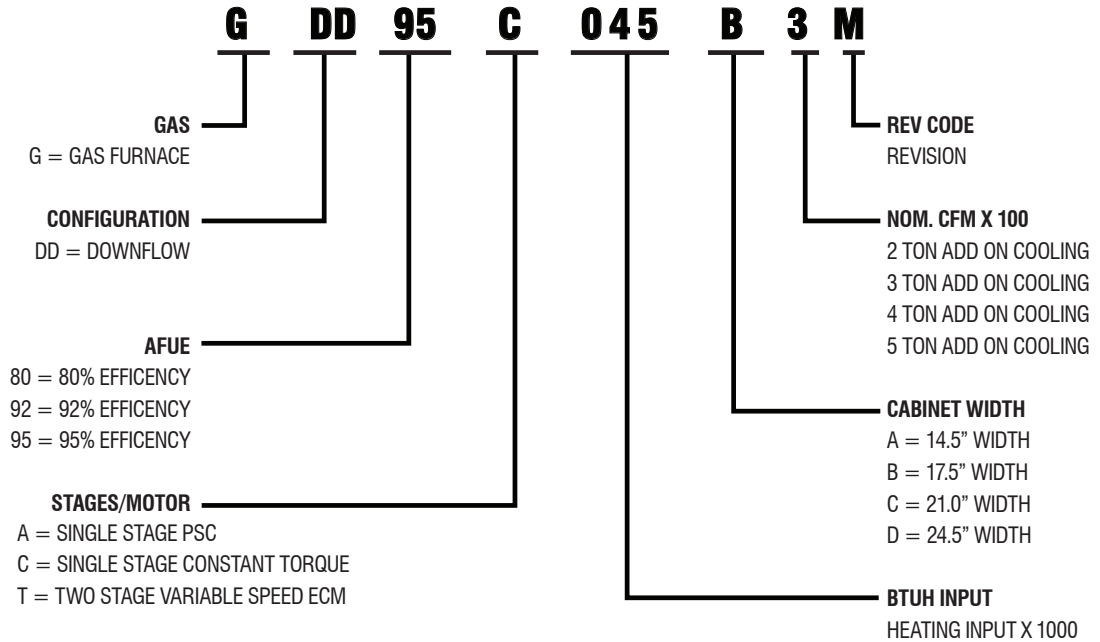 G DD 95 C 045 B 3 M
GAS
G = GAS FURNACE
CONFIGURATION
DD = DOWNFLOW
AFUE
80 = 80% EFFICENCY
92 = 92% EFFICENCY
95 = 95% EFFICENCY
STAGES/MOTOR
A = SINGLE STAGE PSC
C = SINGLE STAGE CONSTANT TORQUE
T = TWO STAGE VARIABLE SPEED ECM
REV CODE
REVISION
NOM. CFM X 100
2 TON ADD ON COOLING
3 TON ADD ON COOLING
4 TON ADD ON COOLING
5 TON ADD ON COOLING
CABINET WIDTH
A = 14.5” WIDTH
B = 17.5” WIDTH
C = 21.0” WIDTH
D = 24.5” WIDTH
BTUH INPUT
HEATING INPUT X 1000